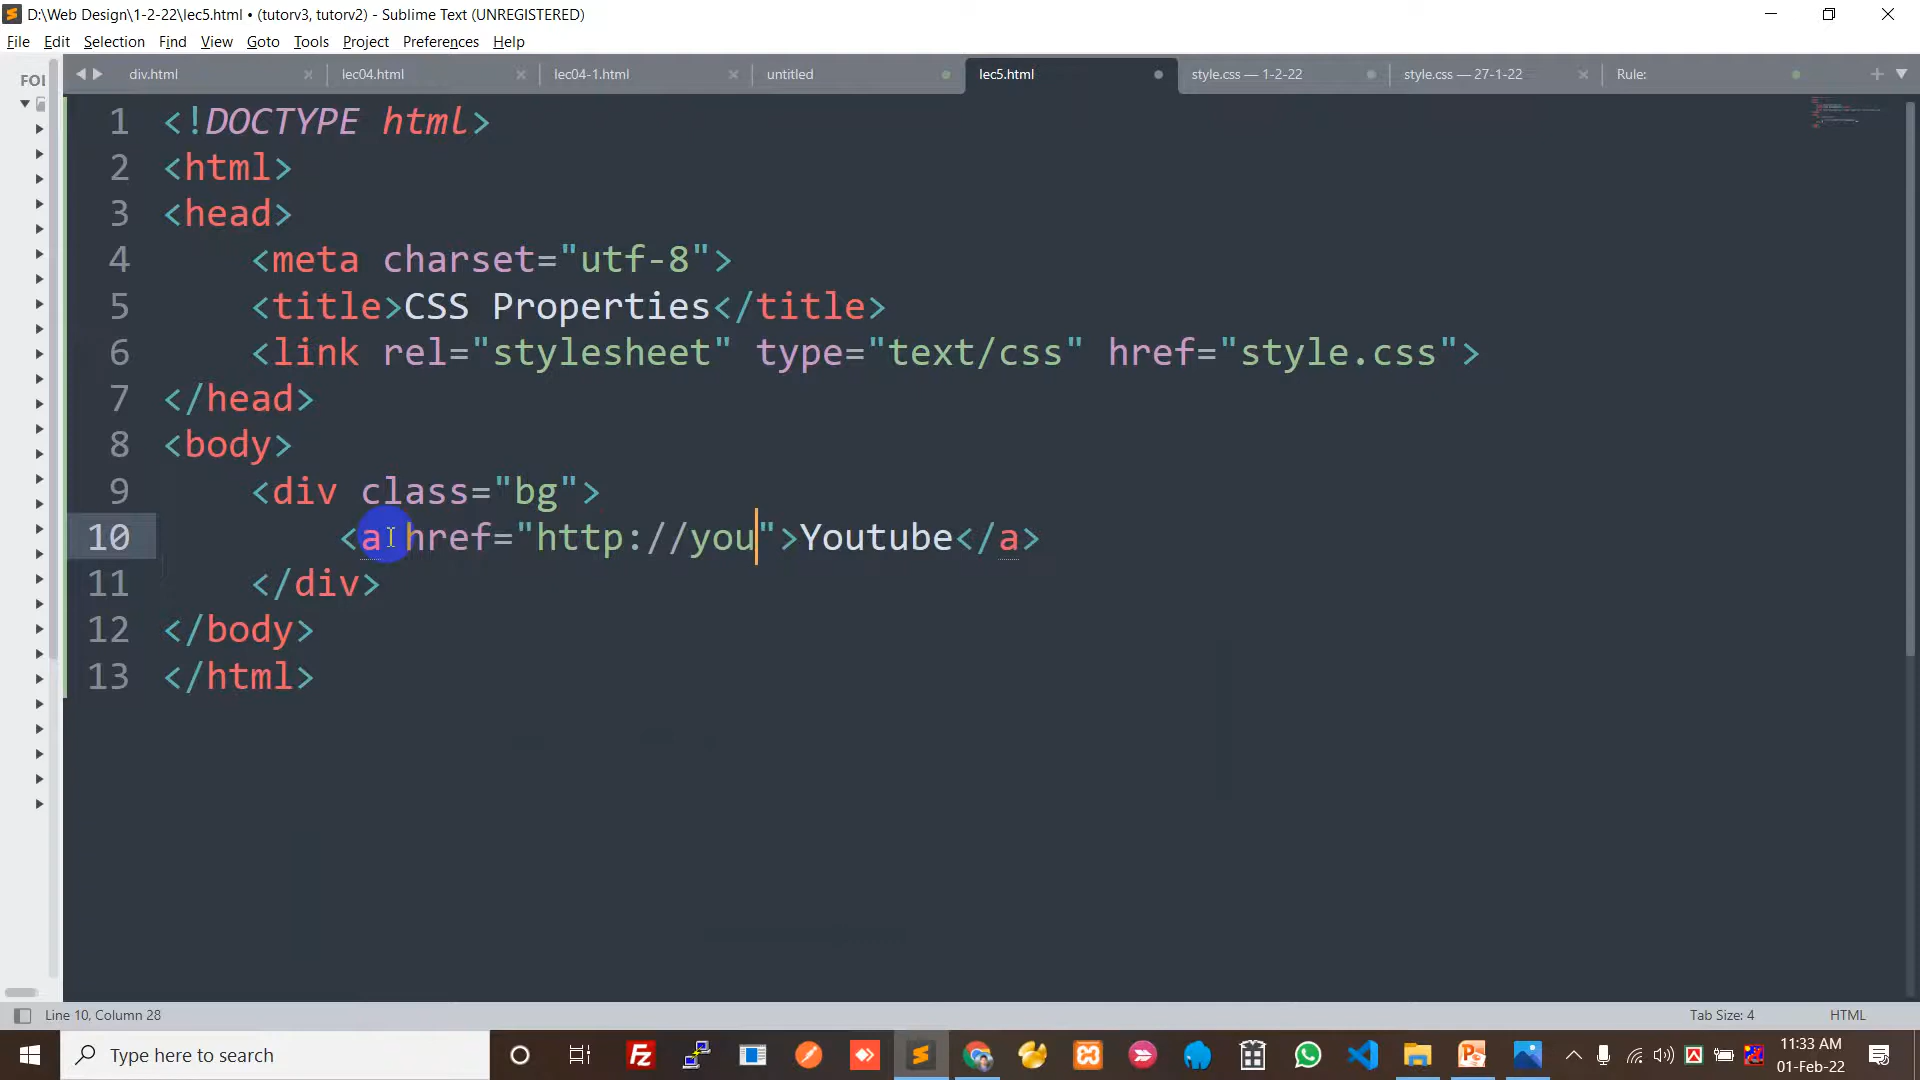 D:\Web Design\1-2-22\lec5.html • (tutorv3, tutorv2) - Sublime Text (UNREGISTERED)
File Edit Selection Find View Goto Tools Project Preferences Help
FOL
div.html lec04.html lec04-1.html untitled lec5.html style.css — 1-2-22 style.css — 27-1-22 Rule:
1 <!DOCTYPE html>
2 <html>
3 <head>
4 <meta charset="utf-8">
5 <title>CSS Properties</title>
6 <link rel="stylesheet" type="text/css" href="style.css">
7 </head>
8 <body>
9 <div class="bg">
10 <a href="http://you">Youtube</a>
11 </div>
12 </body>
13 </html>
Line 10, Column 28 Tab Size: 4 HTML
Type here to search
11:33 AM
01-Feb-22